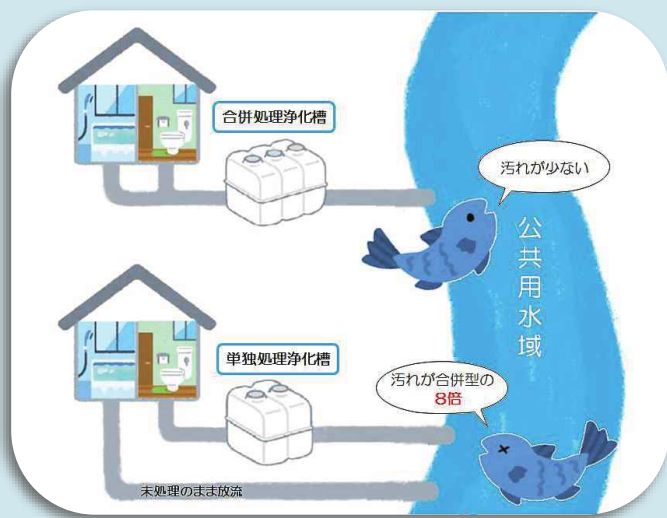 合併処理浄化槽
汚れが少ない
公共用水域
単独処理浄化槽
汚れが合併型の
8倍
未処理のまま放流